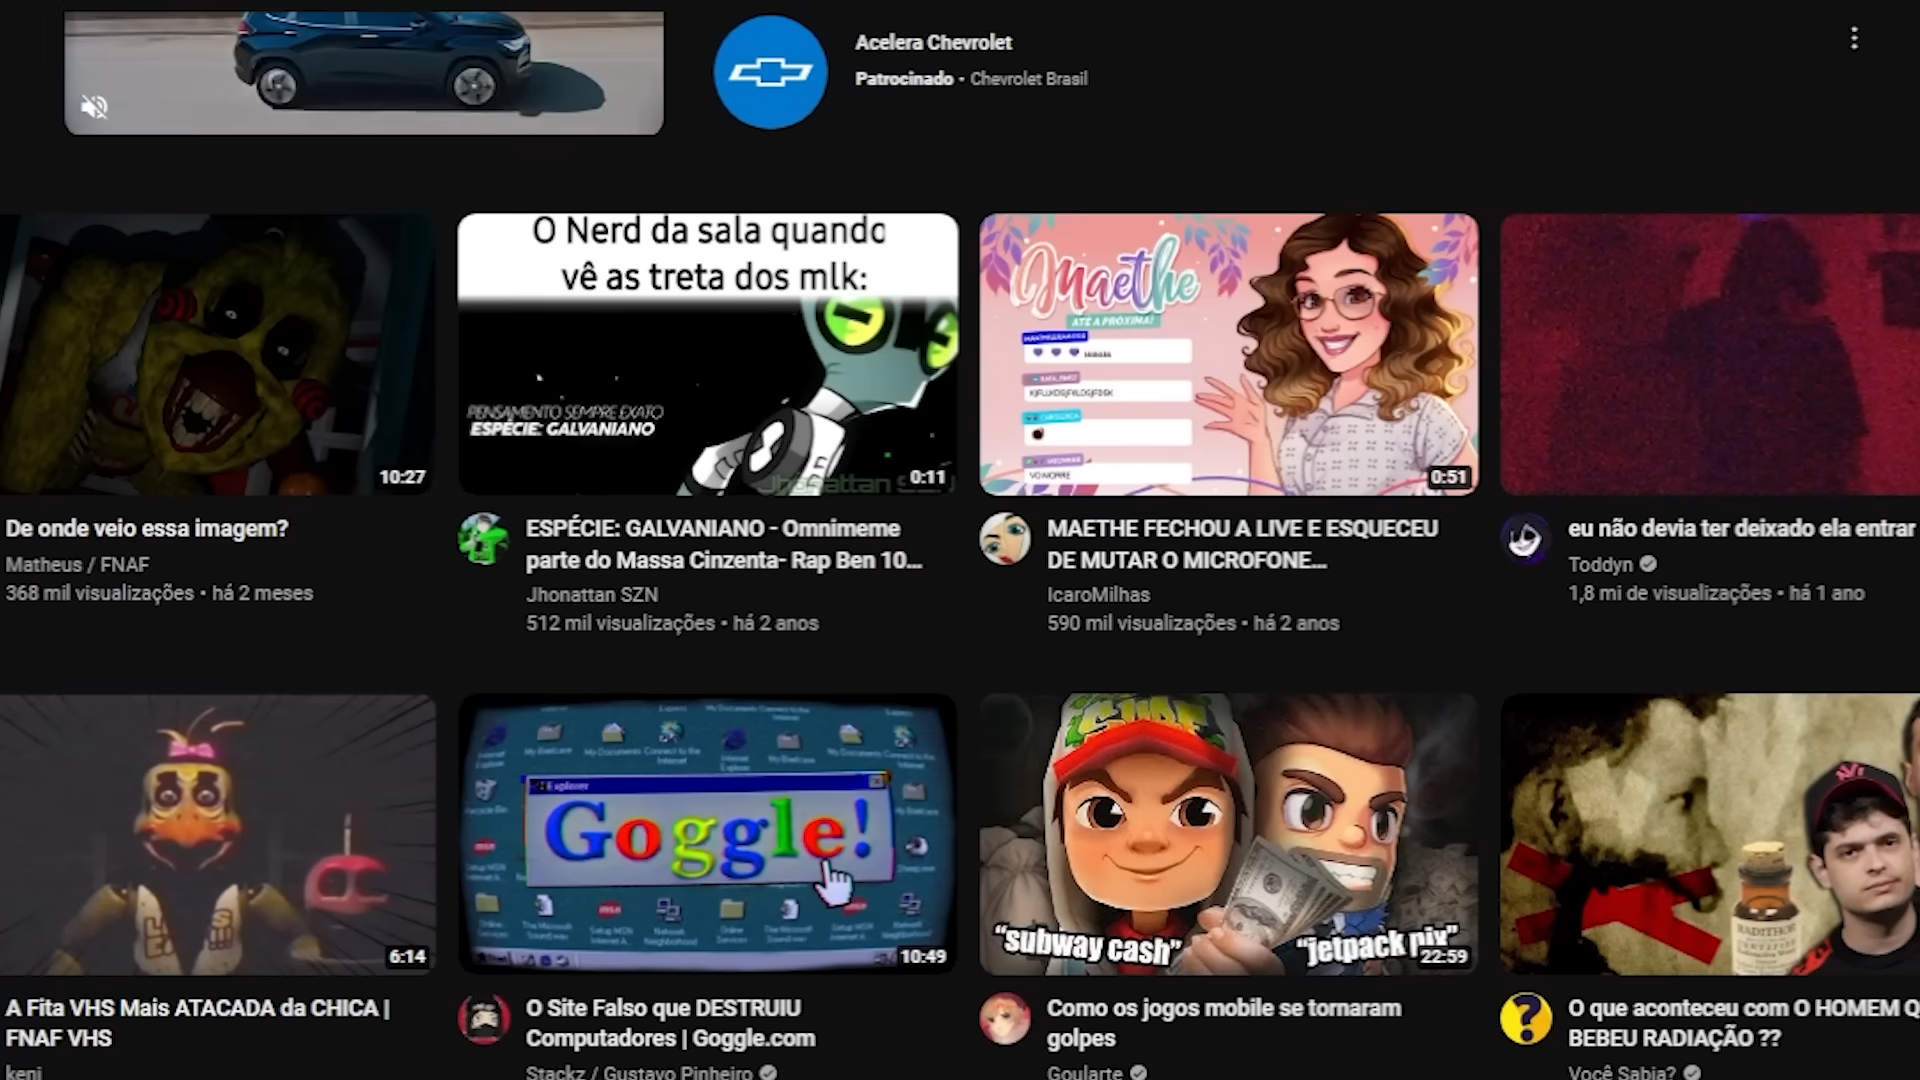 Acelera Chevrolet
Patrocinado • Chevrolet Brasil
O Nerd da sala quando
vê as treta dos mlk:
PENSAMENTO SEMPRE EXATO
ESPÉCIE: GALVANIANO
Jhonattan SZN
0:11
10:27
Maethe
ATÉ A PRÓXIMA!
VO MORRE
0:51
De onde veio essa imagem?
Matheus / FNAF
368 mil visualizações • há 2 meses
ESPÉCIE: GALVANIANO - Omnimeme
parte do Massa Cinzenta- Rap Ben 10...
Jhonattan SZN
512 mil visualizações • há 2 anos
MAETHE FECHOU A LIVE E ESQUECEU
DE MUTAR O MICROFONE...
IcaroMilhas
590 mil visualizações • há 2 anos
eu não devia ter deixado ela entrar
Toddyn
1,8 mi de visualizações • há 1 ano
6:14
Explorer
Goggle!
10:49
"subway cash"
"jetpack pix"
22:59
RADITHOR
CERTIFIED
A Fita VHS Mais ATACADA da CHICA |
FNAF VHS
keni
O Site Falso que DESTRUIU
Computadores | Goggle.com
Stackz / Gustavo Pinheiro
Como os jogos mobile se tornaram
golpes
Goularte
O que aconteceu com O HOMEM Q
BEBEU RADIAÇÃO ??
Você Sabia?